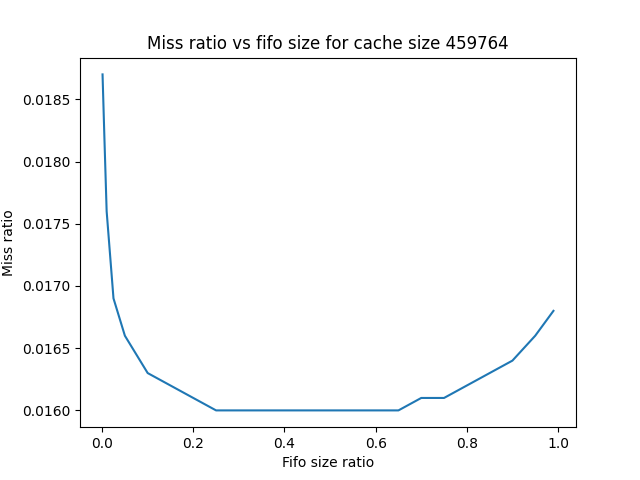 Miss ratio vs fifo size for cache size 459764
Miss ratio
0.0185
0.0180
0.0175
0.0170
0.0165
0.0160
0.0 0.2 0.4 0.6 0.8 1.0
Fifo size ratio